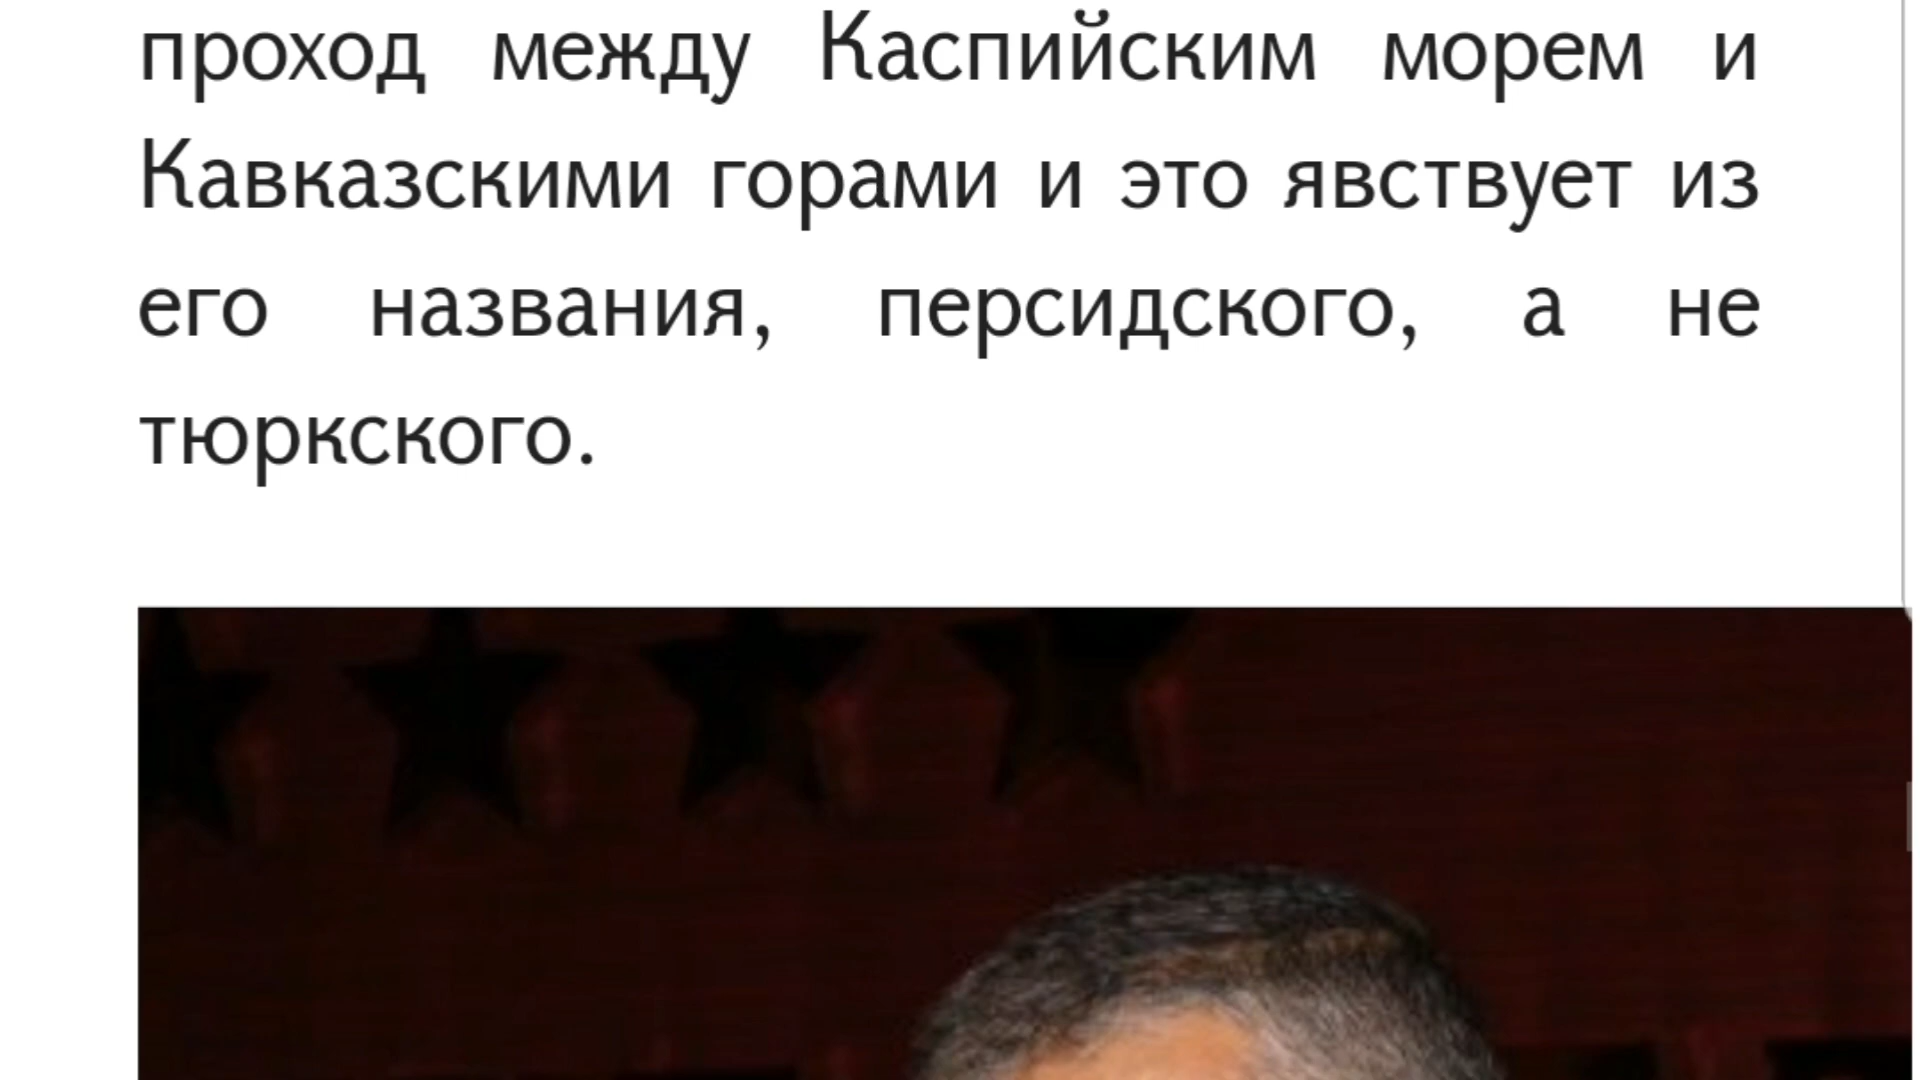 проход между Каспийским морем и
Кавказскими горами и это явствует из
его названия, персидского, а не
тюркского.